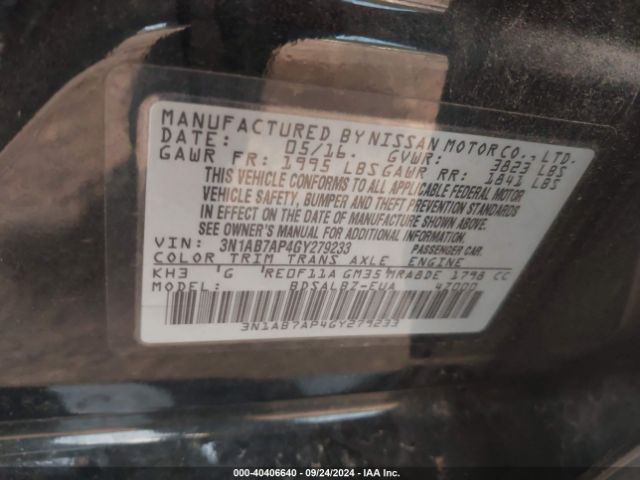 MANUFACTURED BY NISSAN MOTOR CO., LTD.
DATE: 05/16. GVWR: 3823 LBS
GAWR FR: 1995 LBS GAWR RR: 1841 LBS
THIS VEHICLE CONFORMS TO ALL APPLICABLE FEDERAL MOTOR
VEHICLE SAFETY, BUMPER AND THEFT PREVENTION STANDARDS
IN EFFECT ON THE DATE OF MANUFACTURE SHOWN ABOVE.
SEE OWNER'S MANUAL FOR FURTHER INFORMATION.
VIN: 3N1AB7AP4GY279233 PASSENGER CAR
COLOR TRIM TRANS AXLE ENGINE
KH3 G RE0F11A GM35 MRA8DE 1798 CC
MODEL: BDSALBZ-EUA 47000
3N1AB7AP4GY279233
000-40406640 - 09/24/2024 - IAA Inc.